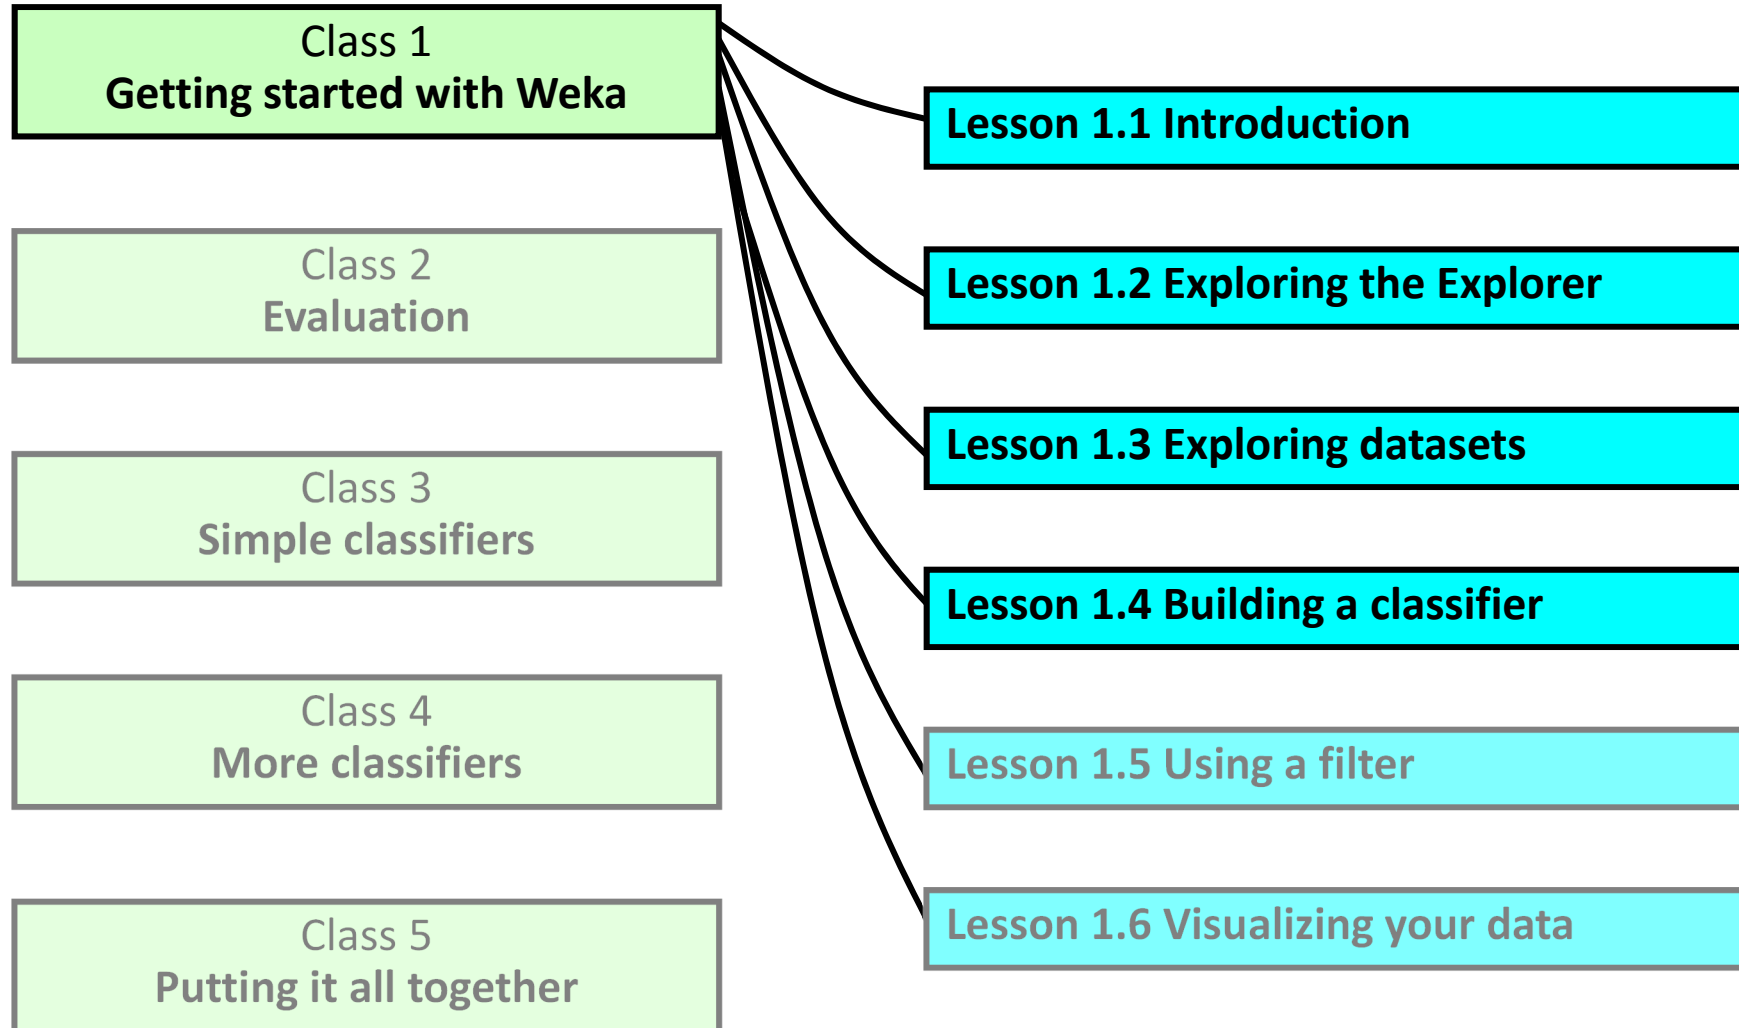 Class 1
Getting started with Weka
Class 2
Evaluation
Class 3
Simple classifiers
Class 4
More classifiers
Class 5
Putting it all together
Lesson 1.1 Introduction
Lesson 1.2 Exploring the Explorer
Lesson 1.3 Exploring datasets
Lesson 1.4 Building a classifier
Lesson 1.5 Using a filter
Lesson 1.6 Visualizing your data